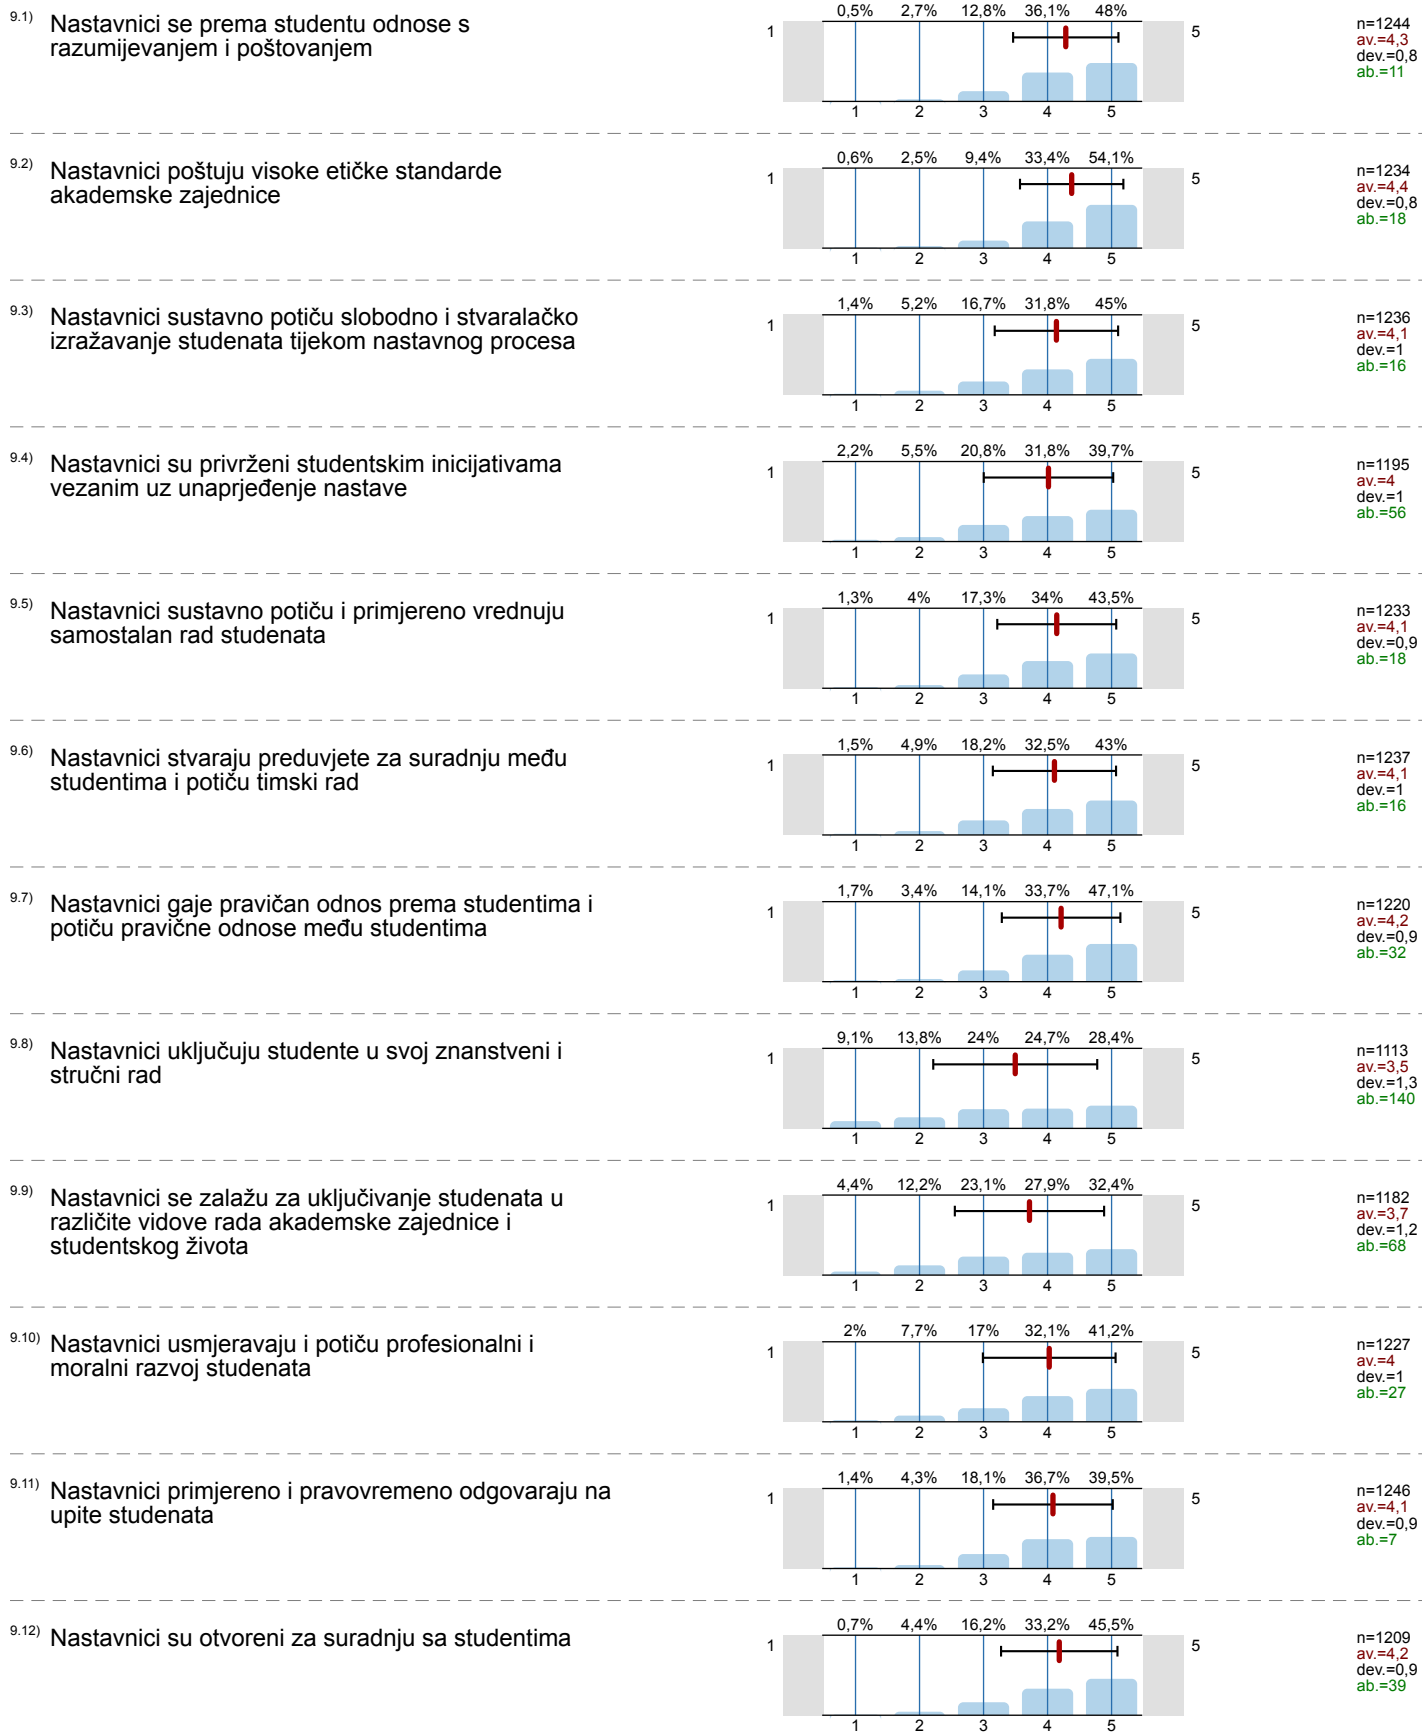 9.1) Nastavnici se prema studentu odnose s
razumijevanjem i poštovanjem
0,5% 2,7% 12,8% 36,1% 48%
1 5
1 2 3 4 5
n=1244
av.=4,3
dev.=0,8
ab.=11
9.2) Nastavnici poštuju visoke etičke standarde
akademske zajednice
0,6% 2,5% 9,4% 33,4% 54,1%
1 5
1 2 3 4 5
n=1234
av.=4,4
dev.=0,8
ab.=18
9.3) Nastavnici sustavno potiču slobodno i stvaralačko
izražavanje studenata tijekom nastavnog procesa
1,4% 5,2% 16,7% 31,8% 45%
1 5
1 2 3 4 5
n=1236
av.=4,1
dev.=1
ab.=16
9.4) Nastavnici su privrženi studentskim inicijativama
vezanim uz unaprjeđenje nastave
2,2% 5,5% 20,8% 31,8% 39,7%
1 5
1 2 3 4 5
n=1195
av.=4
dev.=1
ab.=56
9.5) Nastavnici sustavno potiču i primjereno vrednuju
samostalan rad studenata
1,3% 4% 17,3% 34% 43,5%
1 5
1 2 3 4 5
n=1233
av.=4,1
dev.=0,9
ab.=18
9.6) Nastavnici stvaraju preduvjete za suradnju među
studentima i potiču timski rad
1,5% 4,9% 18,2% 32,5% 43%
1 5
1 2 3 4 5
n=1237
av.=4,1
dev.=1
ab.=16
9.7) Nastavnici gaje pravičan odnos prema studentima i
potiču pravične odnose među studentima
1,7% 3,4% 14,1% 33,7% 47,1%
1 5
1 2 3 4 5
n=1220
av.=4,2
dev.=0,9
ab.=32
9.8) Nastavnici uključuju studente u svoj znanstveni i
stručni rad
9,1% 13,8% 24% 24,7% 28,4%
1 5
1 2 3 4 5
n=1113
av.=3,5
dev.=1,3
ab.=140
9.9) Nastavnici se zalažu za uključivanje studenata u
različite vidove rada akademske zajednice i
studentskog života
4,4% 12,2% 23,1% 27,9% 32,4%
1 5
1 2 3 4 5
n=1182
av.=3,7
dev.=1,2
ab.=68
9.10) Nastavnici usmjeravaju i potiču profesionalni i
moralni razvoj studenata
2% 7,7% 17% 32,1% 41,2%
1 5
1 2 3 4 5
n=1227
av.=4
dev.=1
ab.=27
9.11) Nastavnici primjereno i pravovremeno odgovaraju na
upite studenata
1,4% 4,3% 18,1% 36,7% 39,5%
1 5
1 2 3 4 5
n=1246
av.=4,1
dev.=0,9
ab.=7
9.12) Nastavnici su otvoreni za suradnju sa studentima
0,7% 4,4% 16,2% 33,2% 45,5%
1 5
1 2 3 4 5
n=1209
av.=4,2
dev.=0,9
ab.=39